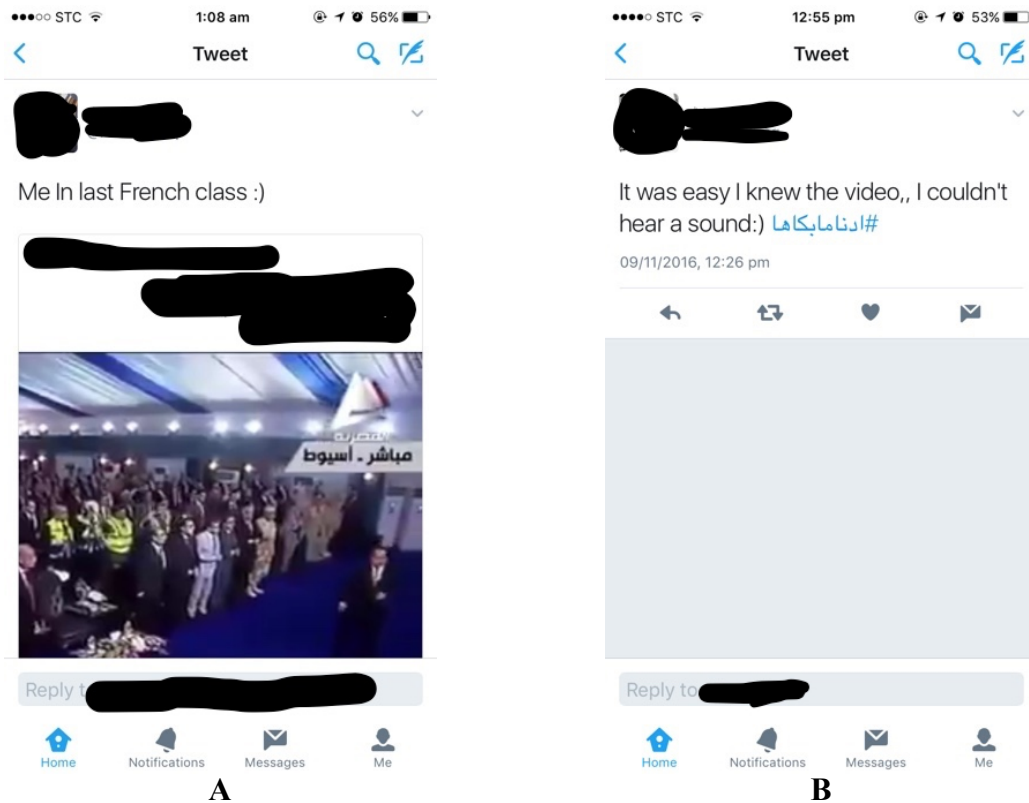 STC 1:08 am 56%
Tweet
Me In last French class :)
المصرية
مباشر - أسيوط
Reply t
Home Notifications Messages Me
A
STC 12:55 pm 53%
Tweet
It was easy I knew the video,, I couldn't
hear a sound:) #ادنامابكاها
09/11/2016, 12:26 pm
Reply to
Home Notifications Messages Me
B